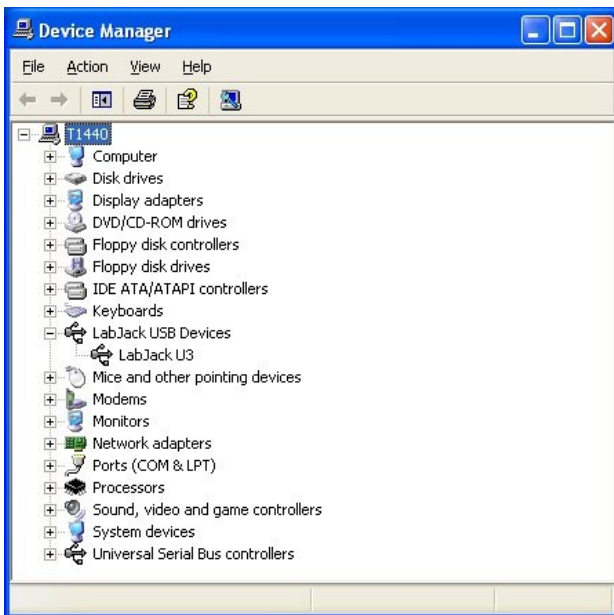 Device Manager
File Action View Help
T1440
Computer
Disk drives
Display adapters
DVD/CD-ROM drives
Floppy disk controllers
Floppy disk drives
IDE ATA/ATAPI controllers
Keyboards
LabJack USB Devices
LabJack U3
Mice and other pointing devices
Modems
Monitors
Network adapters
Ports (COM & LPT)
Processors
Sound, video and game controllers
System devices
Universal Serial Bus controllers